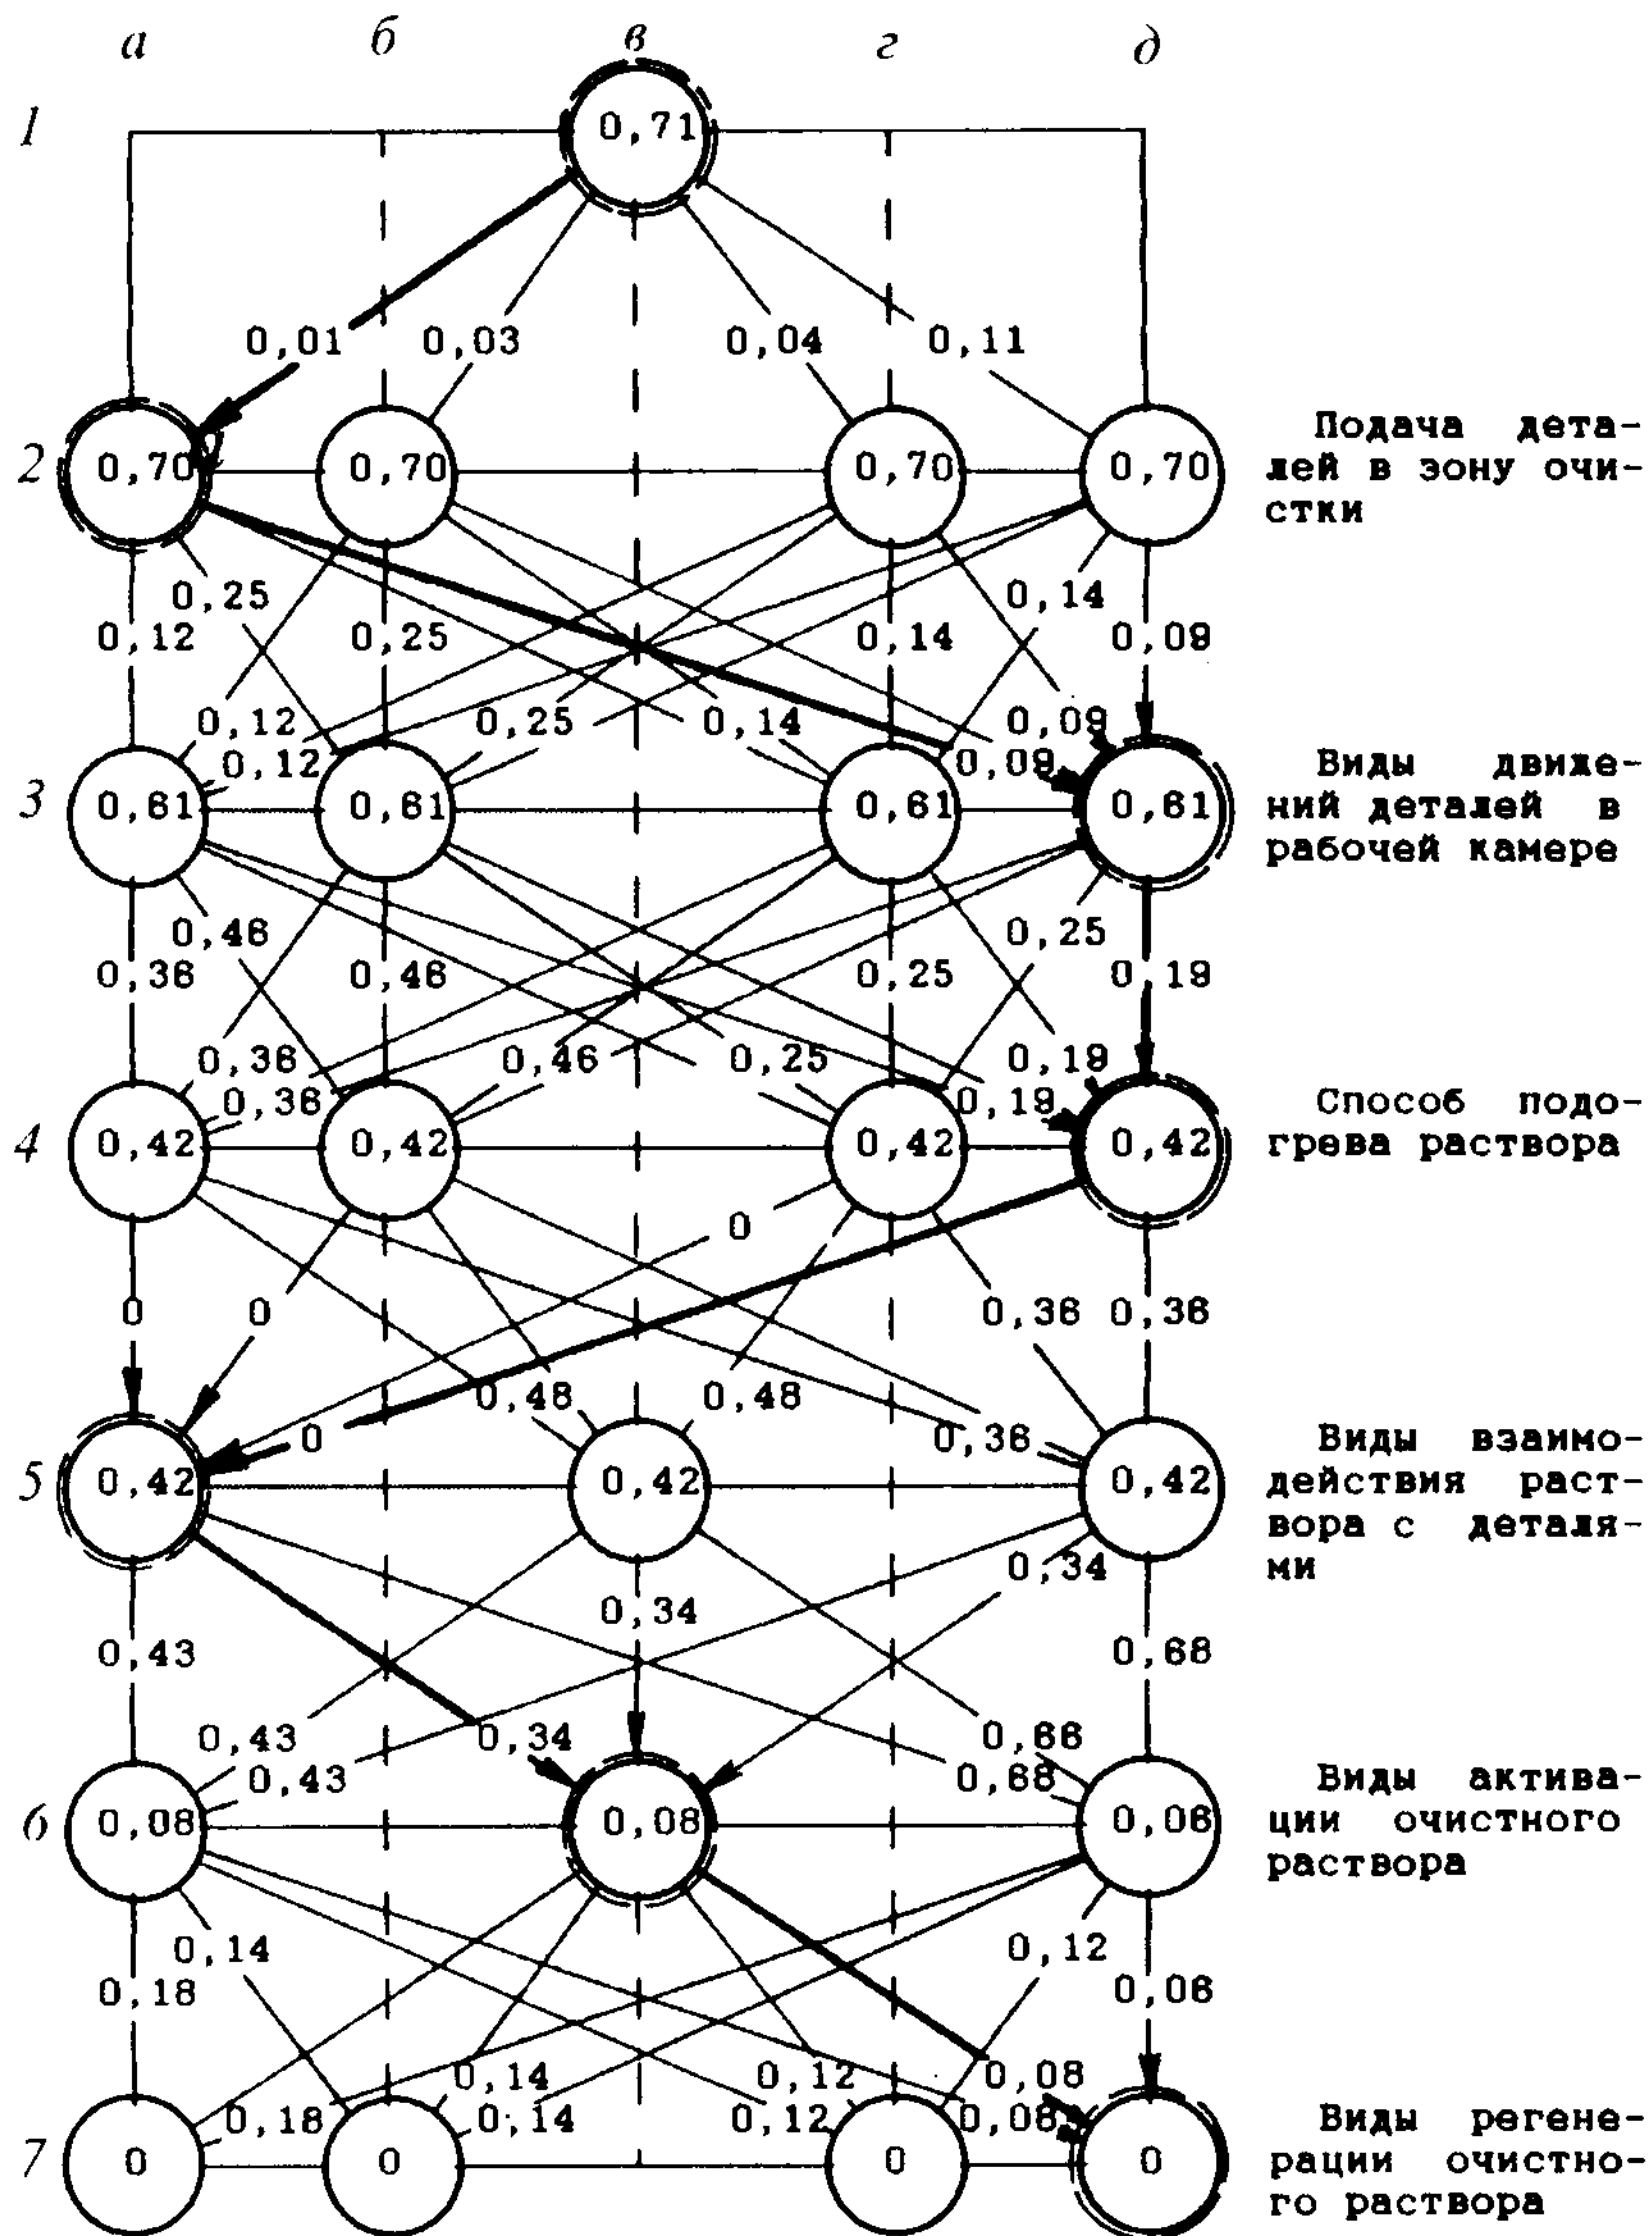 а б в г д
1 0,71
0,01 0,03 0,04 0,11
2 0,70 0,70 0,70 0,70
Подача дета-
лей в зону очи-
стки
0,25 0,14
0,12 0,25 0,14 0,09
0,12 0,25 0,14 0,09
0,12 0,09
3 0,61 0,61 0,61 0,61
Виды движе-
ний деталей в
рабочей камере
0,46 0,25
0,36 0,46 0,25 0,19
0,36 0,46 0,25 0,19
0,36 0,19
4 0,42 0,42 0,42 0,42
Способ подо-
грева раствора
0
0 0 0,36 0,36
0,48 0,48
0 0,36
5 0,42 0,42 0,42
Виды взаимо-
действия раст-
вора с деталя-
ми
0,34
0,34
0,43 0,68
0,43 0,34 0,66
0,43 0,68
6 0,08 0,08 0,08
Виды актива-
ции очистного
раствора
0,14 0,12
0,18 0,08
0,14 0,12 0,08
0,18 0,14 0,12 0,08
7 0 0 0 0
Виды регене-
рации очистно-
го раствора